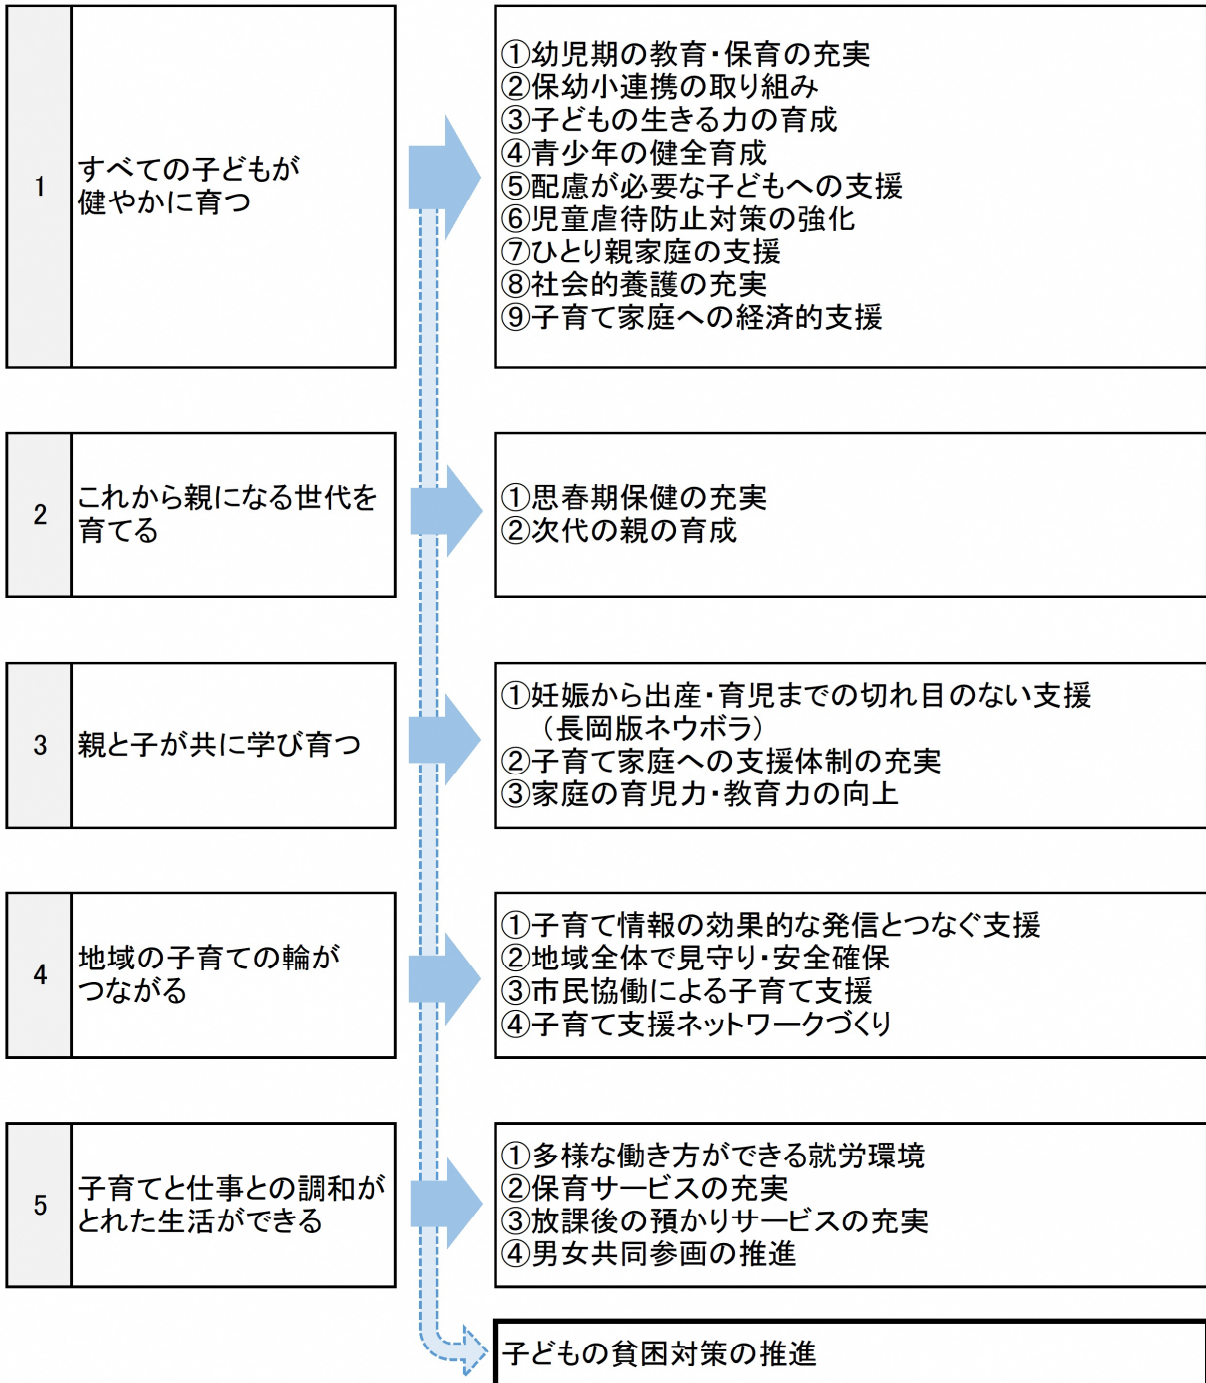 1
すべての子どもが
健やかに育つ
①幼児期の教育・保育の充実
②保幼小連携の取り組み
③子どもの生きる力の育成
④青少年の健全育成
⑤配慮が必要な子どもへの支援
⑥児童虐待防止対策の強化
⑦ひとり親家庭の支援
⑧社会的養護の充実
⑨子育て家庭への経済的支援
2
これから親になる世代を
育てる
①思春期保健の充実
②次代の親の育成
3
親と子が共に学び育つ
①妊娠から出産・育児までの切れ目のない支援
（長岡版ネウボラ）
②子育て家庭への支援体制の充実
③家庭の育児力・教育力の向上
4
地域の子育ての輪が
つながる
①子育て情報の効果的な発信とつなぐ支援
②地域全体で見守り・安全確保
③市民協働による子育て支援
④子育て支援ネットワークづくり
5
子育てと仕事との調和が
とれた生活ができる
①多様な働き方ができる就労環境
②保育サービスの充実
③放課後の預かりサービスの充実
④男女共同参画の推進
子どもの貧困対策の推進